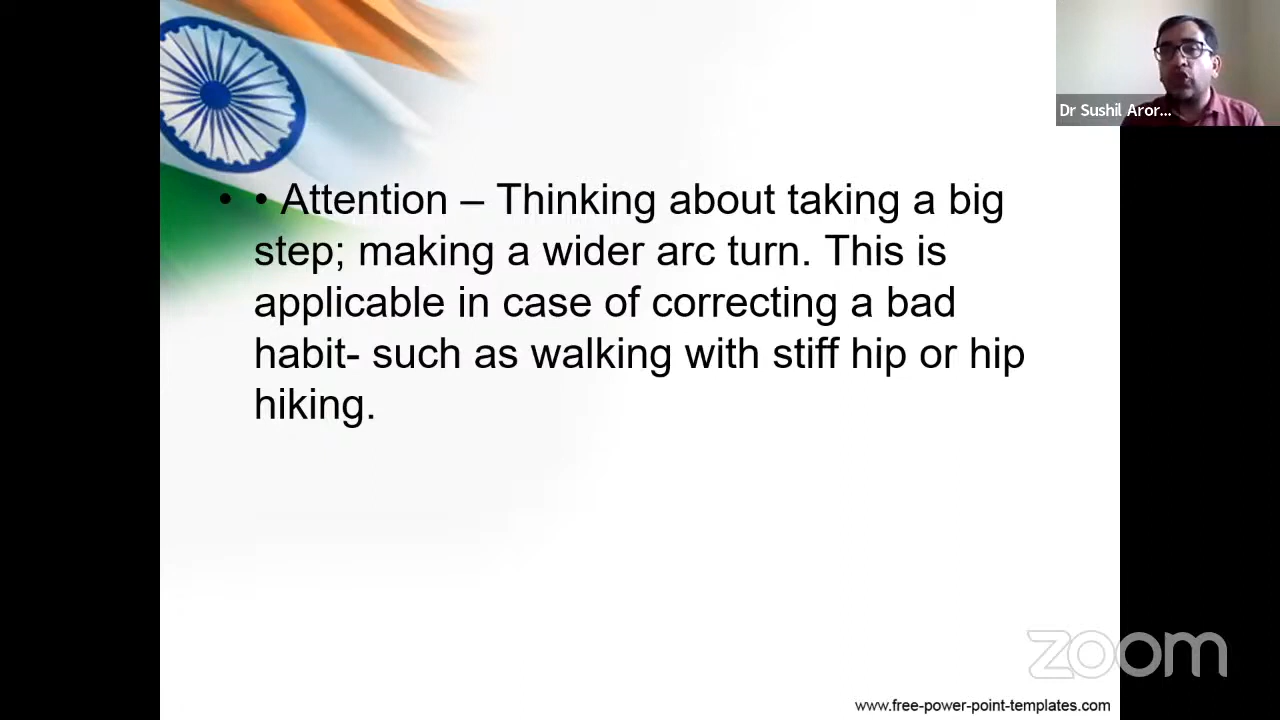 Dr Sushil Aror...
• • Attention – Thinking about taking a big
step; making a wider arc turn. This is
applicable in case of correcting a bad
habit- such as walking with stiff hip or hip
hiking.
zoom
www.free-power-point-templates.com